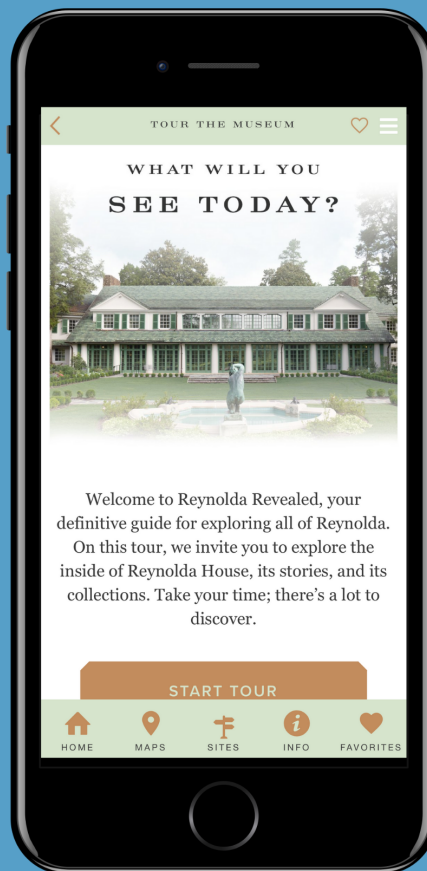 TOUR THE MUSEUM
WHAT WILL YOU
SEE TODAY?
Welcome to Reynolda Revealed, your
definitive guide for exploring all of Reynolda.
On this tour, we invite you to explore the
inside of Reynolda House, its stories, and its
collections. Take your time; there’s a lot to
discover.
START TOUR
HOME MAPS SITES INFO FAVORITES